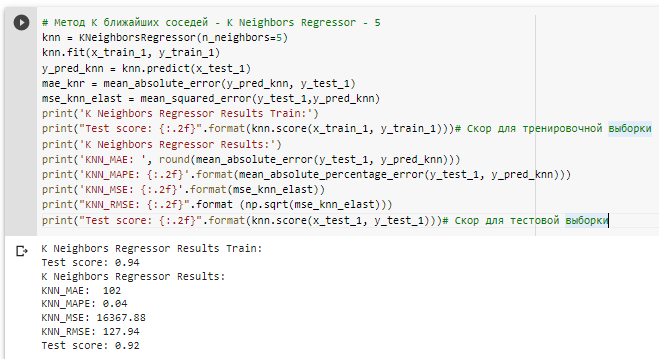 # Метод К ближайших соседей - K Neighbors Regressor - 5
knn = KNeighborsRegressor(n_neighbors=5)
knn.fit(x_train_1, y_train_1)
y_pred_knn = knn.predict(x_test_1)
mae_knr = mean_absolute_error(y_pred_knn, y_test_1)
mse_knn_elast = mean_squared_error(y_test_1,y_pred_knn)
print('K Neighbors Regressor Results Train:')
print("Test score: {:.2f}".format(knn.score(x_train_1, y_train_1)))# Скор для тренировочной выборки
print('K Neighbors Regressor Results:')
print('KNN_MAE: ', round(mean_absolute_error(y_test_1, y_pred_knn)))
print('KNN_MAPE: {:.2f}'.format(mean_absolute_percentage_error(y_test_1, y_pred_knn)))
print('KNN_MSE: {:.2f}'.format(mse_knn_elast))
print("KNN_RMSE: {:.2f}".format (np.sqrt(mse_knn_elast)))
print("Test score: {:.2f}".format(knn.score(x_test_1, y_test_1)))# Скор для тестовой выборки
K Neighbors Regressor Results Train:
Test score: 0.94
K Neighbors Regressor Results:
KNN_MAE:  102
KNN_MAPE: 0.04
KNN_MSE: 16367.88
KNN_RMSE: 127.94
Test score: 0.92